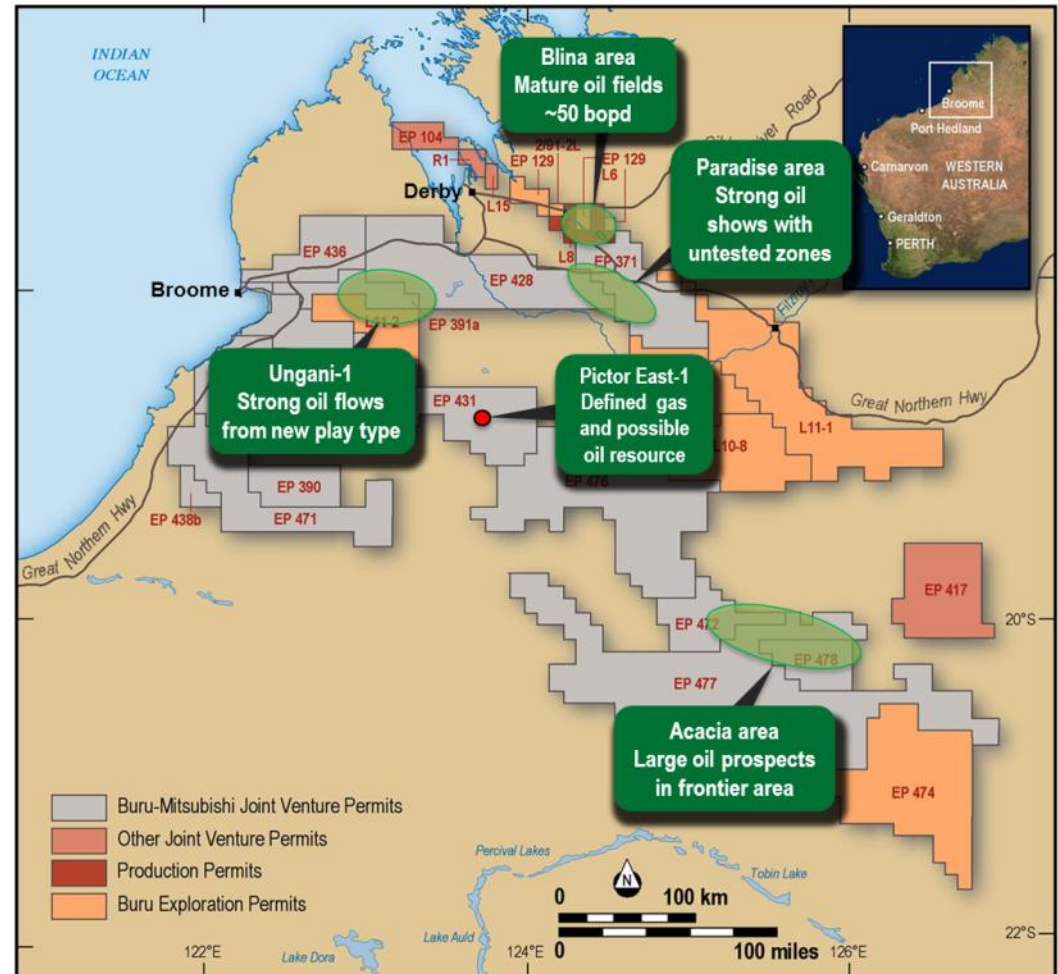 INDIAN
OCEAN
Blina area
Mature oil fields
~50 bopd
Broome
Port Hedland
Carnarvon
WESTERN
AUSTRALIA
Geraldton
PERTH
EP 104
R1
2/91-2L
EP 129
EP 129
L6
River Road
Derby
L15
Paradise area
Strong oil
shows with
untested zones
EP 436
L8
EP 371
EP 428
Broome
L11-2
EP 391a
Ungani-1
Strong oil flows
from new play type
EP 431
Pictor East-1
Defined gas
and possible
oil resource
Great Northern Hwy
L11-1
L10-8
EP 390
EP 476
EP 438b
EP 471
Great Northern Hwy
EP 417
20°S
EP 472
EP 478
EP 477
Acacia area
Large oil prospects
in frontier area
EP 474
Buru-Mitsubishi Joint Venture Permits
Other Joint Venture Permits
Production Permits
Buru Exploration Permits
Percival Lakes
Tobin Lake
N
0 100 km
0 100 miles
Lake Auld
Lake Dora
122°E
124°E
126°E
22°S